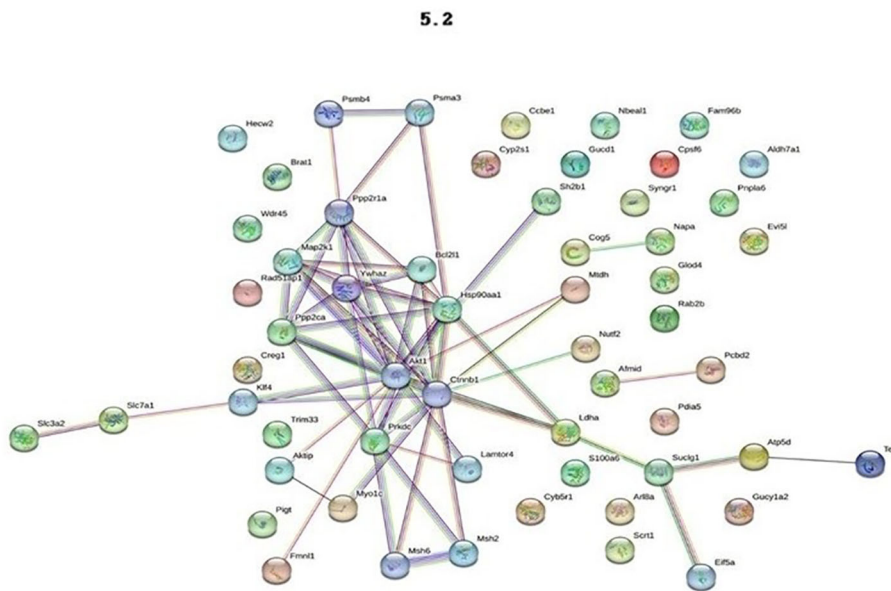 5.2
Psmb4
Psma3
Ccbe1
Nbeal1
Fam96b
Hecw2
Cyp2s1
Gucd1
Cpsf6
Aldh7a1
Brat1
Sh2b1
Syngr1
Pnpla6
Ppp2r1a
Wdr45
Map2k1
Bcl2l1
Cog5
Napa
Evi5l
Rad51ap1
Ywhaz
Mtdh
Glod4
Hsp90aa1
Rab2b
Ppp2ca
Nutf2
Creg1
Akt1
Afmid
Pcbd2
Ctnnb1
Klf4
Slc7a1
Slc3a2
Trim33
Prkdc
Ldha
Pdia5
Aktip
Lamtor4
S100a6
Suclg1
Atp5d
Te
Myo1c
Cyb5r1
Arl8a
Gucy1a2
Pigt
Scrt1
Fmnl1
Msh6
Msh2
Eif5a